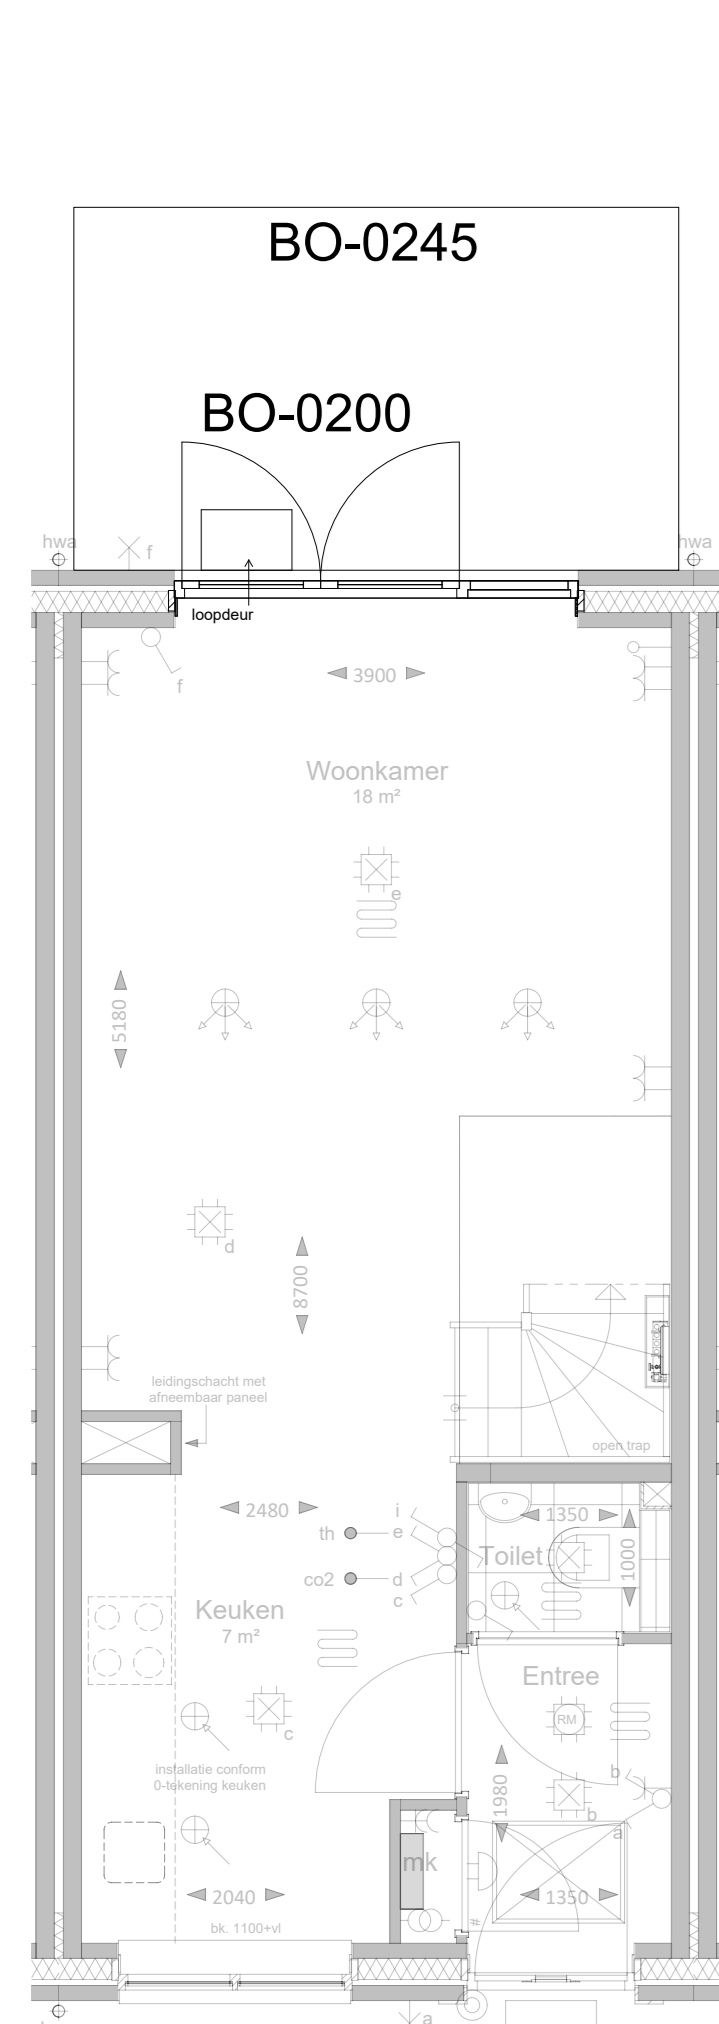 BO-0245
BO-0200
hwa
f
hwa
loopdeur
f
3900
Woonkamer
18 m²
e
5180
d
8700
leidingschacht met
afneembaar paneel
open trap
2480
i
1350
th
e
Toilet
1000
co2
d
c
Keuken
7 m²
Entree
RM
c
installatie conform
0-tekening keuken
b
1980
b
a
mk
2040
1350
bk. 1100+vl
#
a